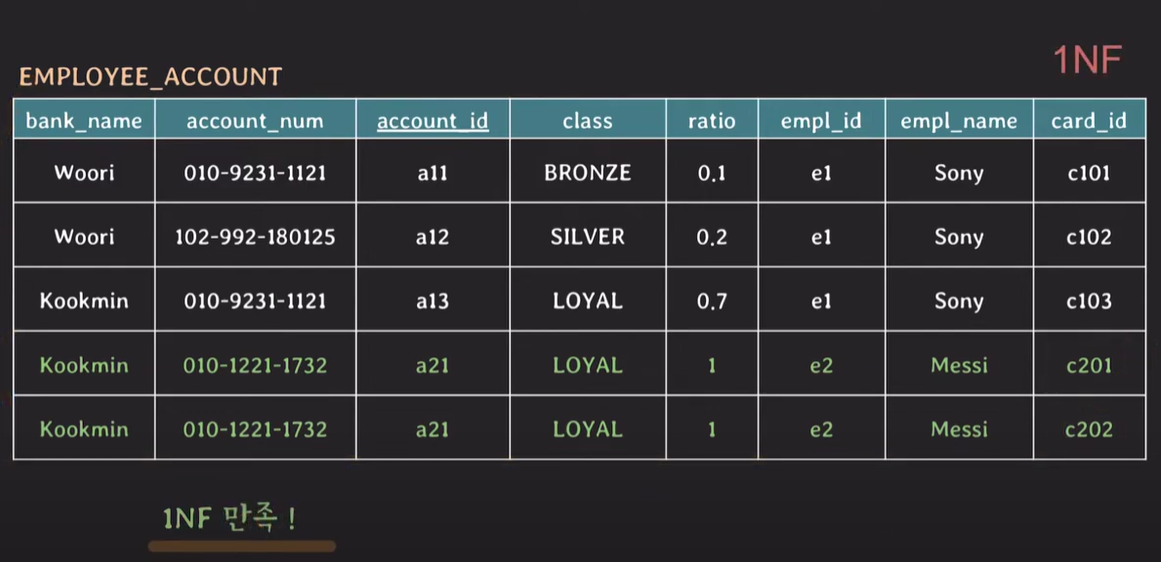 1NF
EMPLOYEE_ACCOUNT
bank_name account_num account_id class ratio empl_id empl_name card_id
Woori 010-9231-1121 a11 BRONZE 0.1 e1 Sony c101
Woori 102-992-180125 a12 SILVER 0.2 e1 Sony c102
Kookmin 010-9231-1121 a13 LOYAL 0.7 e1 Sony c103
Kookmin 010-1221-1732 a21 LOYAL 1 e2 Messi c201
Kookmin 010-1221-1732 a21 LOYAL 1 e2 Messi c202
1NF 만족!